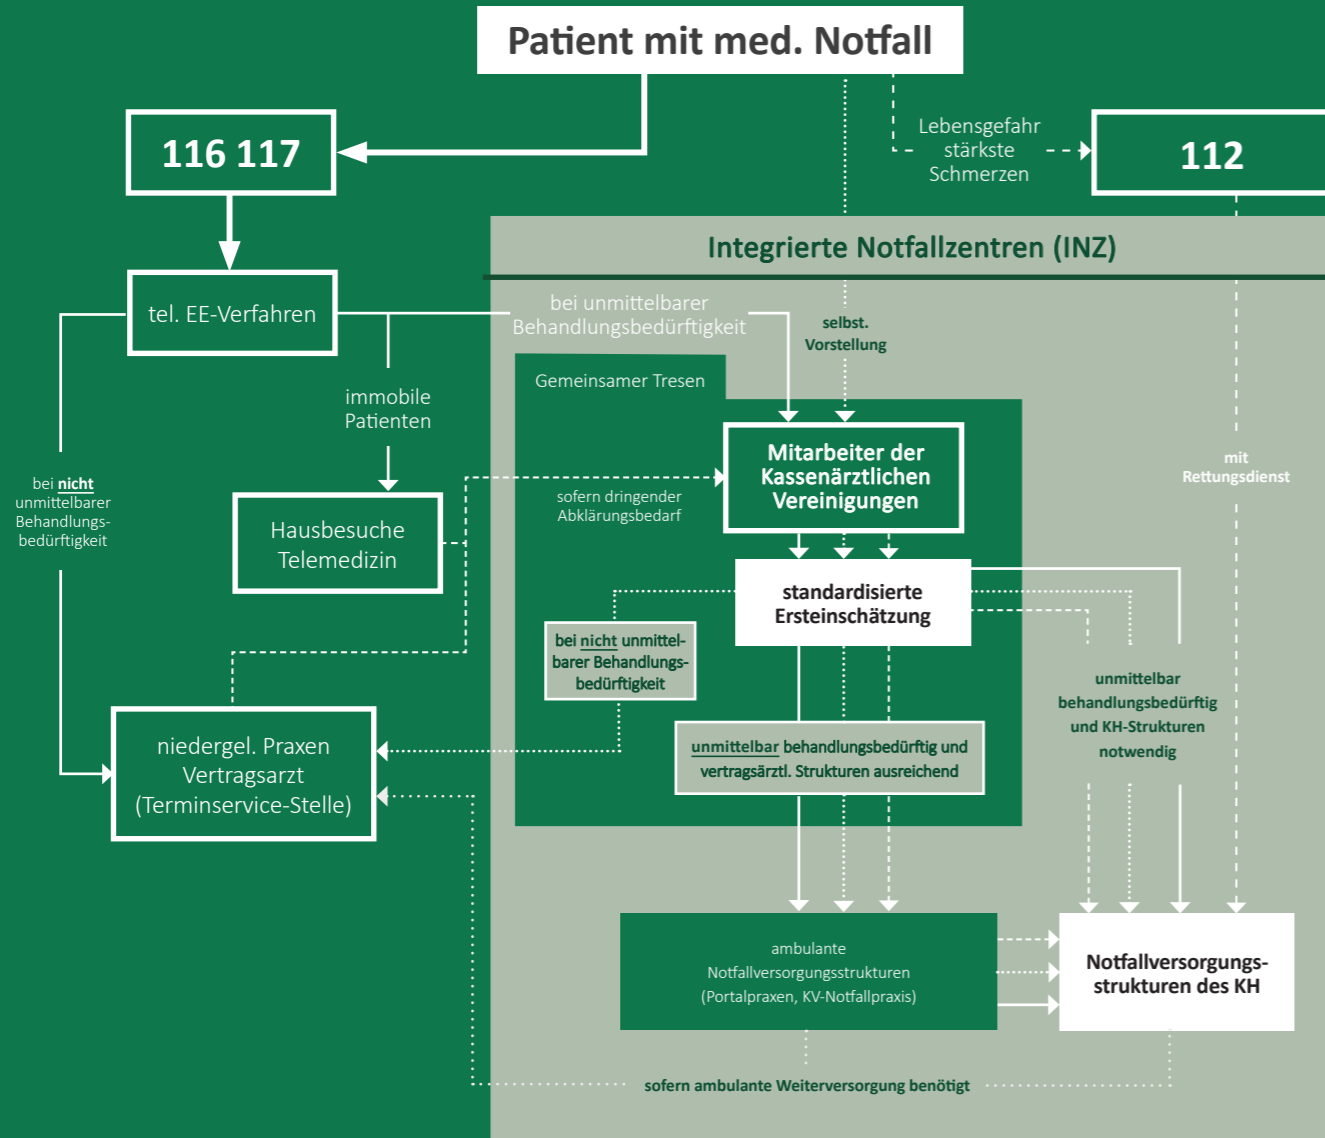 Patient mit med. Notfall
116 117
Lebensgefahr
stärkste
Schmerzen
112
Integrierte Notfallzentren (INZ)
tel. EE-Verfahren
bei unmittelbarer
Behandlungsbedürftigkeit
selbst.
Vorstellung
Gemeinsamer Tresen
immobile
Patienten
Mitarbeiter der
Kassenärztlichen
Vereinigungen
mit
Rettungsdienst
bei nicht
unmittelbarer
Behandlungs-
bedürftigkeit
sofern dringender
Abklärungsbedarf
Hausbesuche
Telemedizin
standardisierte
Ersteinschätzung
bei nicht unmittel-
barer Behandlungs-
bedürftigkeit
unmittelbar
behandlungsbedürftig
und KH-Strukturen
notwendig
niedergel. Praxen
Vertragsarzt
(Terminservice-Stelle)
unmittelbar behandlungsbedürftig und
vertragsärztl. Strukturen ausreichend
ambulante
Notfallversorgungsstrukturen
(Portalpraxen, KV-Notfallpraxis)
Notfallversorgungs-
strukturen des KH
sofern ambulante Weiterversorgung benötigt